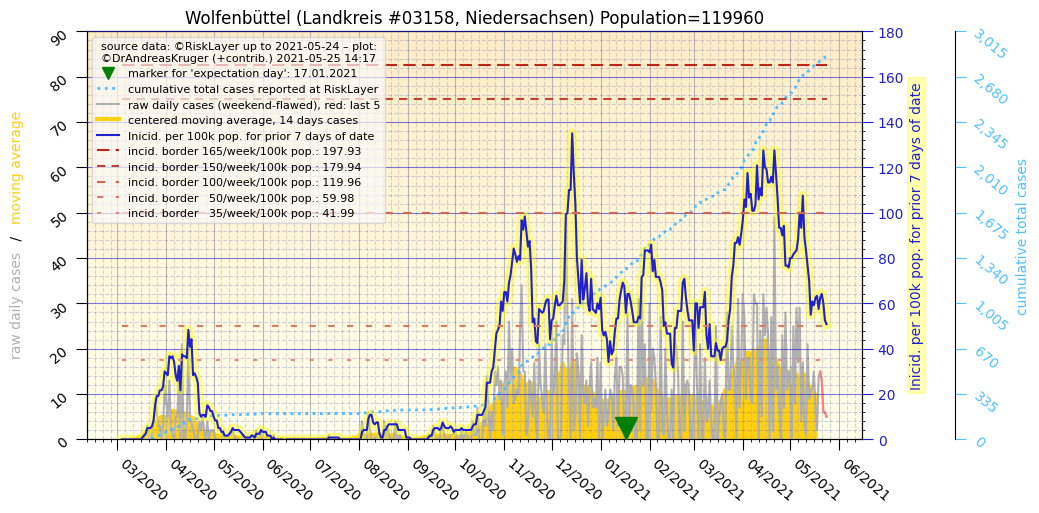 Wolfenbüttel (Landkreis #03158, Niedersachsen) Population=119960
source data: ©RiskLayer up to 2021-05-24 – plot:
©DrAndreasKruger (+contrib.) 2021-05-25 14:17
marker for 'expectation day': 17.01.2021
cumulative total cases reported at RiskLayer
raw daily cases (weekend-flawed), red: last 5
centered moving average, 14 days cases
Inicid. per 100k pop. for prior 7 days of date
incid. border 165/week/100k pop.: 197.93
incid. border 150/week/100k pop.: 179.94
incid. border 100/week/100k pop.: 119.96
incid. border 50/week/100k pop.: 59.98
incid. border 35/week/100k pop.: 41.99
raw daily cases / moving average
90
80
70
60
50
40
30
20
10
0
180
160
140
120
100
80
60
40
20
0
Inicid. per 100k pop. for prior 7 days of date
3,015
2,680
2,345
2,010
1,675
1,340
1,005
670
335
0
cumulative total cases
03/2020
04/2020
05/2020
06/2020
07/2020
08/2020
09/2020
10/2020
11/2020
12/2020
01/2021
02/2021
03/2021
04/2021
05/2021
06/2021